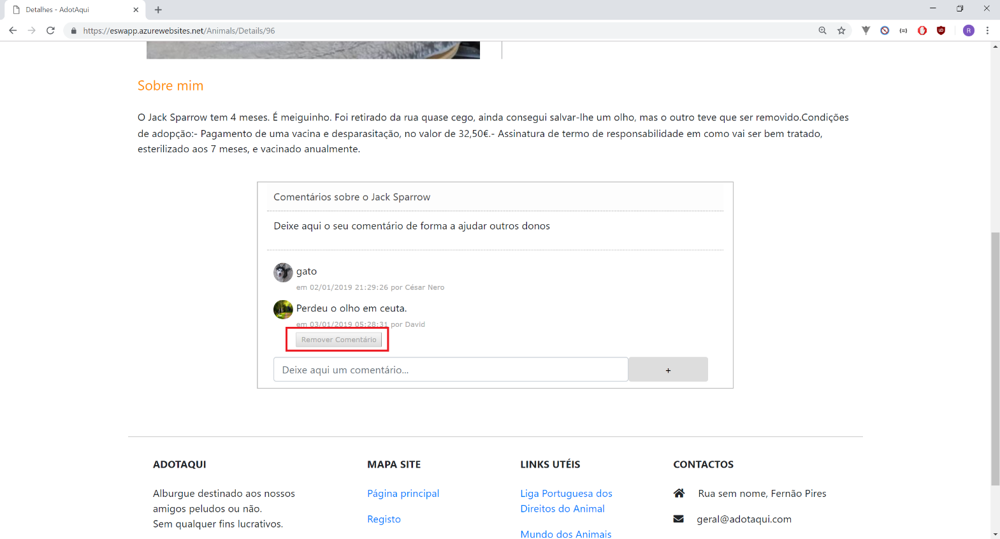 Detalhes - AdotAqui
https://eswapp.azurewebsites.net/Animals/Details/96
R
Sobre mim
O Jack Sparrow tem 4 meses. É meiguinho. Foi retirado da rua quase cego, ainda consegui salvar-lhe um olho, mas o outro teve que ser removido.Condições
de adopção:- Pagamento de uma vacina e desparasitação, no valor de 32,50€.- Assinatura de termo de responsabilidade em como vai ser bem tratado,
esterilizado aos 7 meses, e vacinado anualmente.
Comentários sobre o Jack Sparrow
Deixe aqui o seu comentário de forma a ajudar outros donos
gato
em 02/01/2019 21:29:26 por César Nero
Perdeu o olho em ceuta.
em 03/01/2019 05:28:31 por David
Remover Comentário
Deixe aqui um comentário...
+
ADOTAQUI
Alburgue destinado aos nossos
amigos peludos ou não.
Sem qualquer fins lucrativos.
MAPA SITE
Página principal
Registo
LINKS UTÉIS
Liga Portuguesa dos
Direitos do Animal
Mundo dos Animais
CONTACTOS
Rua sem nome, Fernão Pires
geral@adotaqui.com